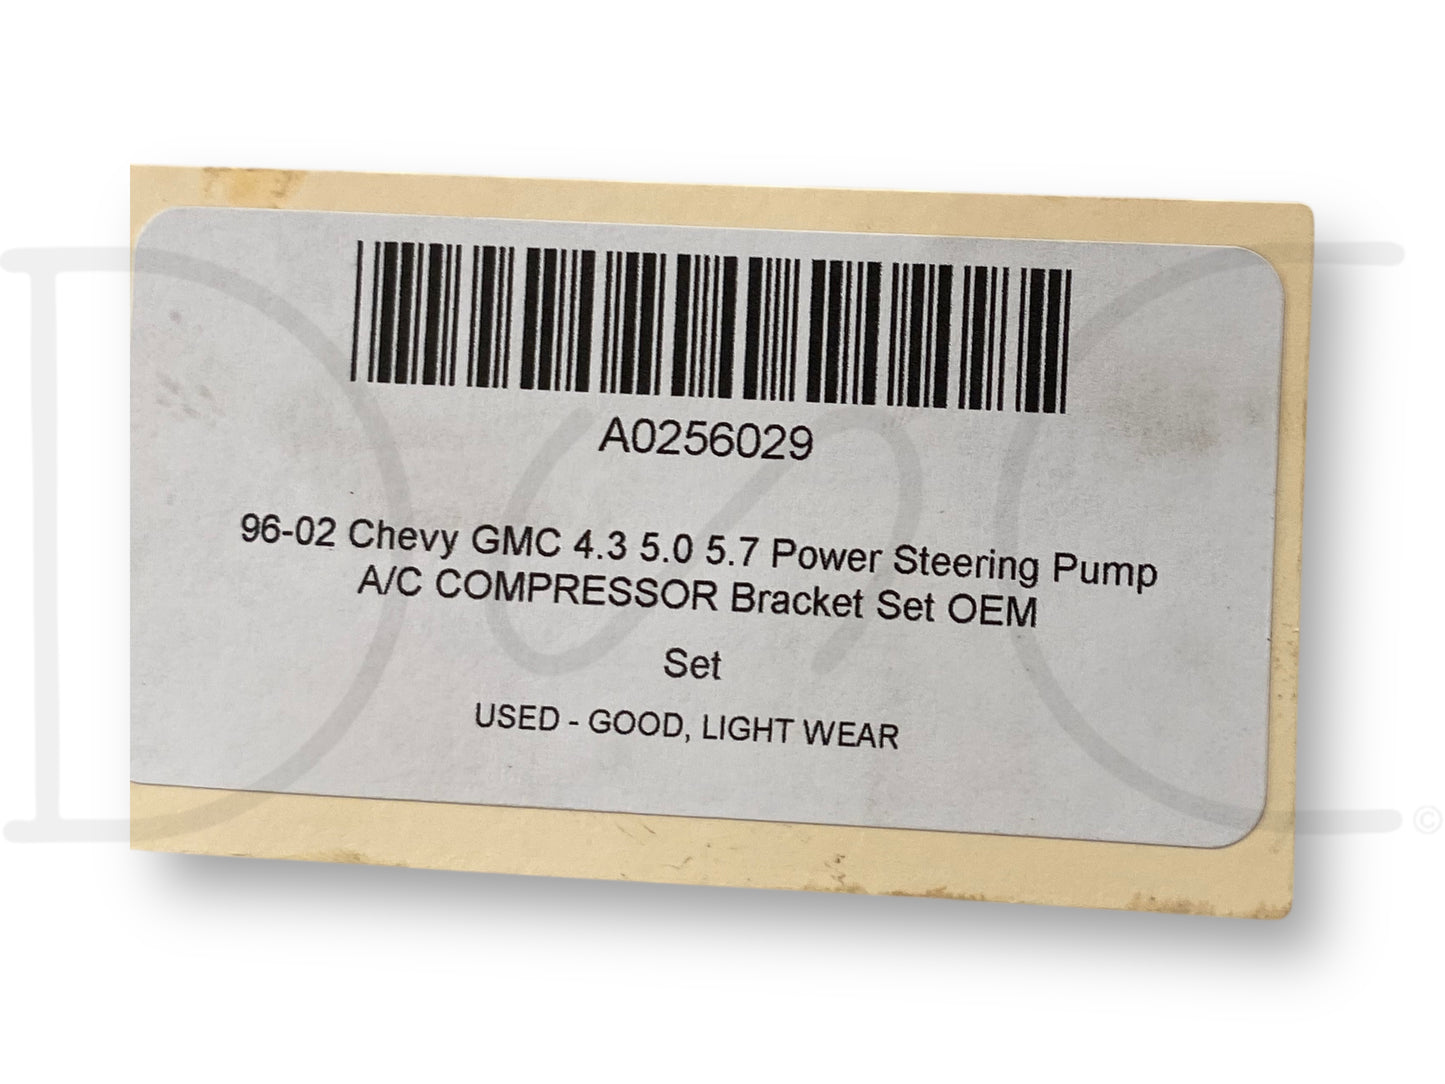 A0256029
96-02 Chevy GMC 4.3 5.0 5.7 Power Steering Pump
A/C COMPRESSOR Bracket Set OEM
Set
USED - GOOD, LIGHT WEAR
©